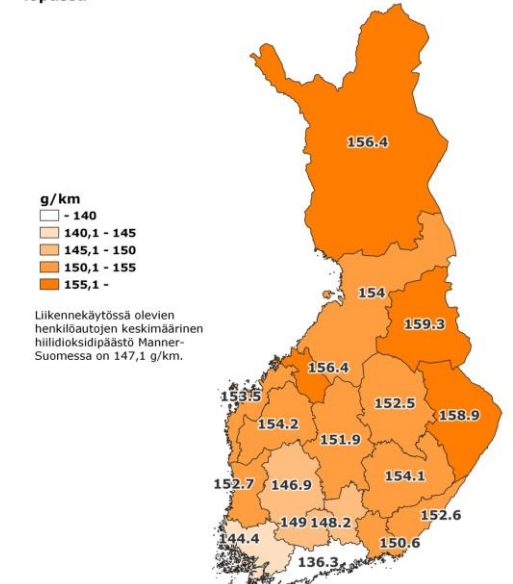 g/km
- 140
140,1 - 145
145,1 - 150
150,1 - 155
155,1 -
Liikennekäytössä olevien
henkilöautojen keskimäärinen
hiilidioksidipäästö Manner-
Suomessa on 147,1 g/km.
156.4
154
159.3
156.4
153.5
152.5
158.9
154.2
151.9
154.1
152.7
146.9
152.6
149
148.2
144.4
150.6
136.3